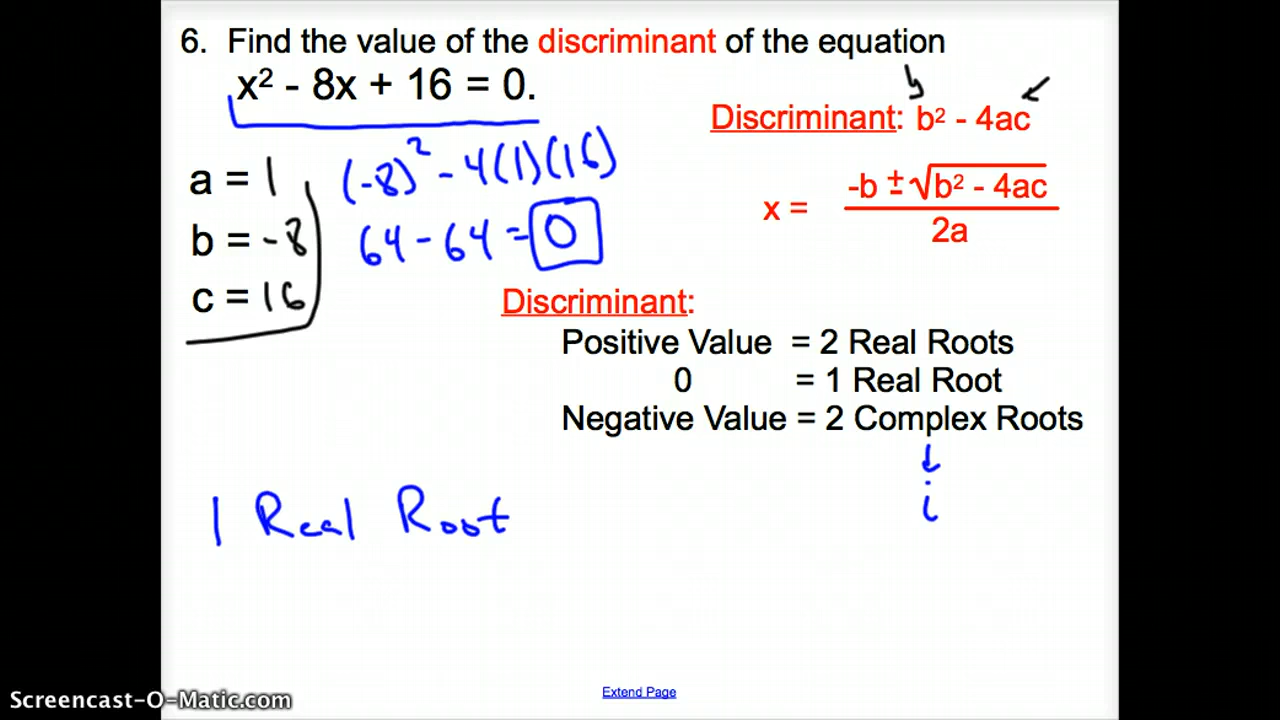 6. Find the value of the discriminant of the equation
x² - 8x + 16 = 0.
Discriminant: b² - 4ac
a = 1
(-8)² - 4(1)(16)
x = -b ± √b² - 4ac
2a
b = -8
64 - 64 = 0
c = 16
Discriminant:
Positive Value = 2 Real Roots
0 = 1 Real Root
Negative Value = 2 Complex Roots
i
1 Real Root
Extend Page
Screencast-O-Matic.com